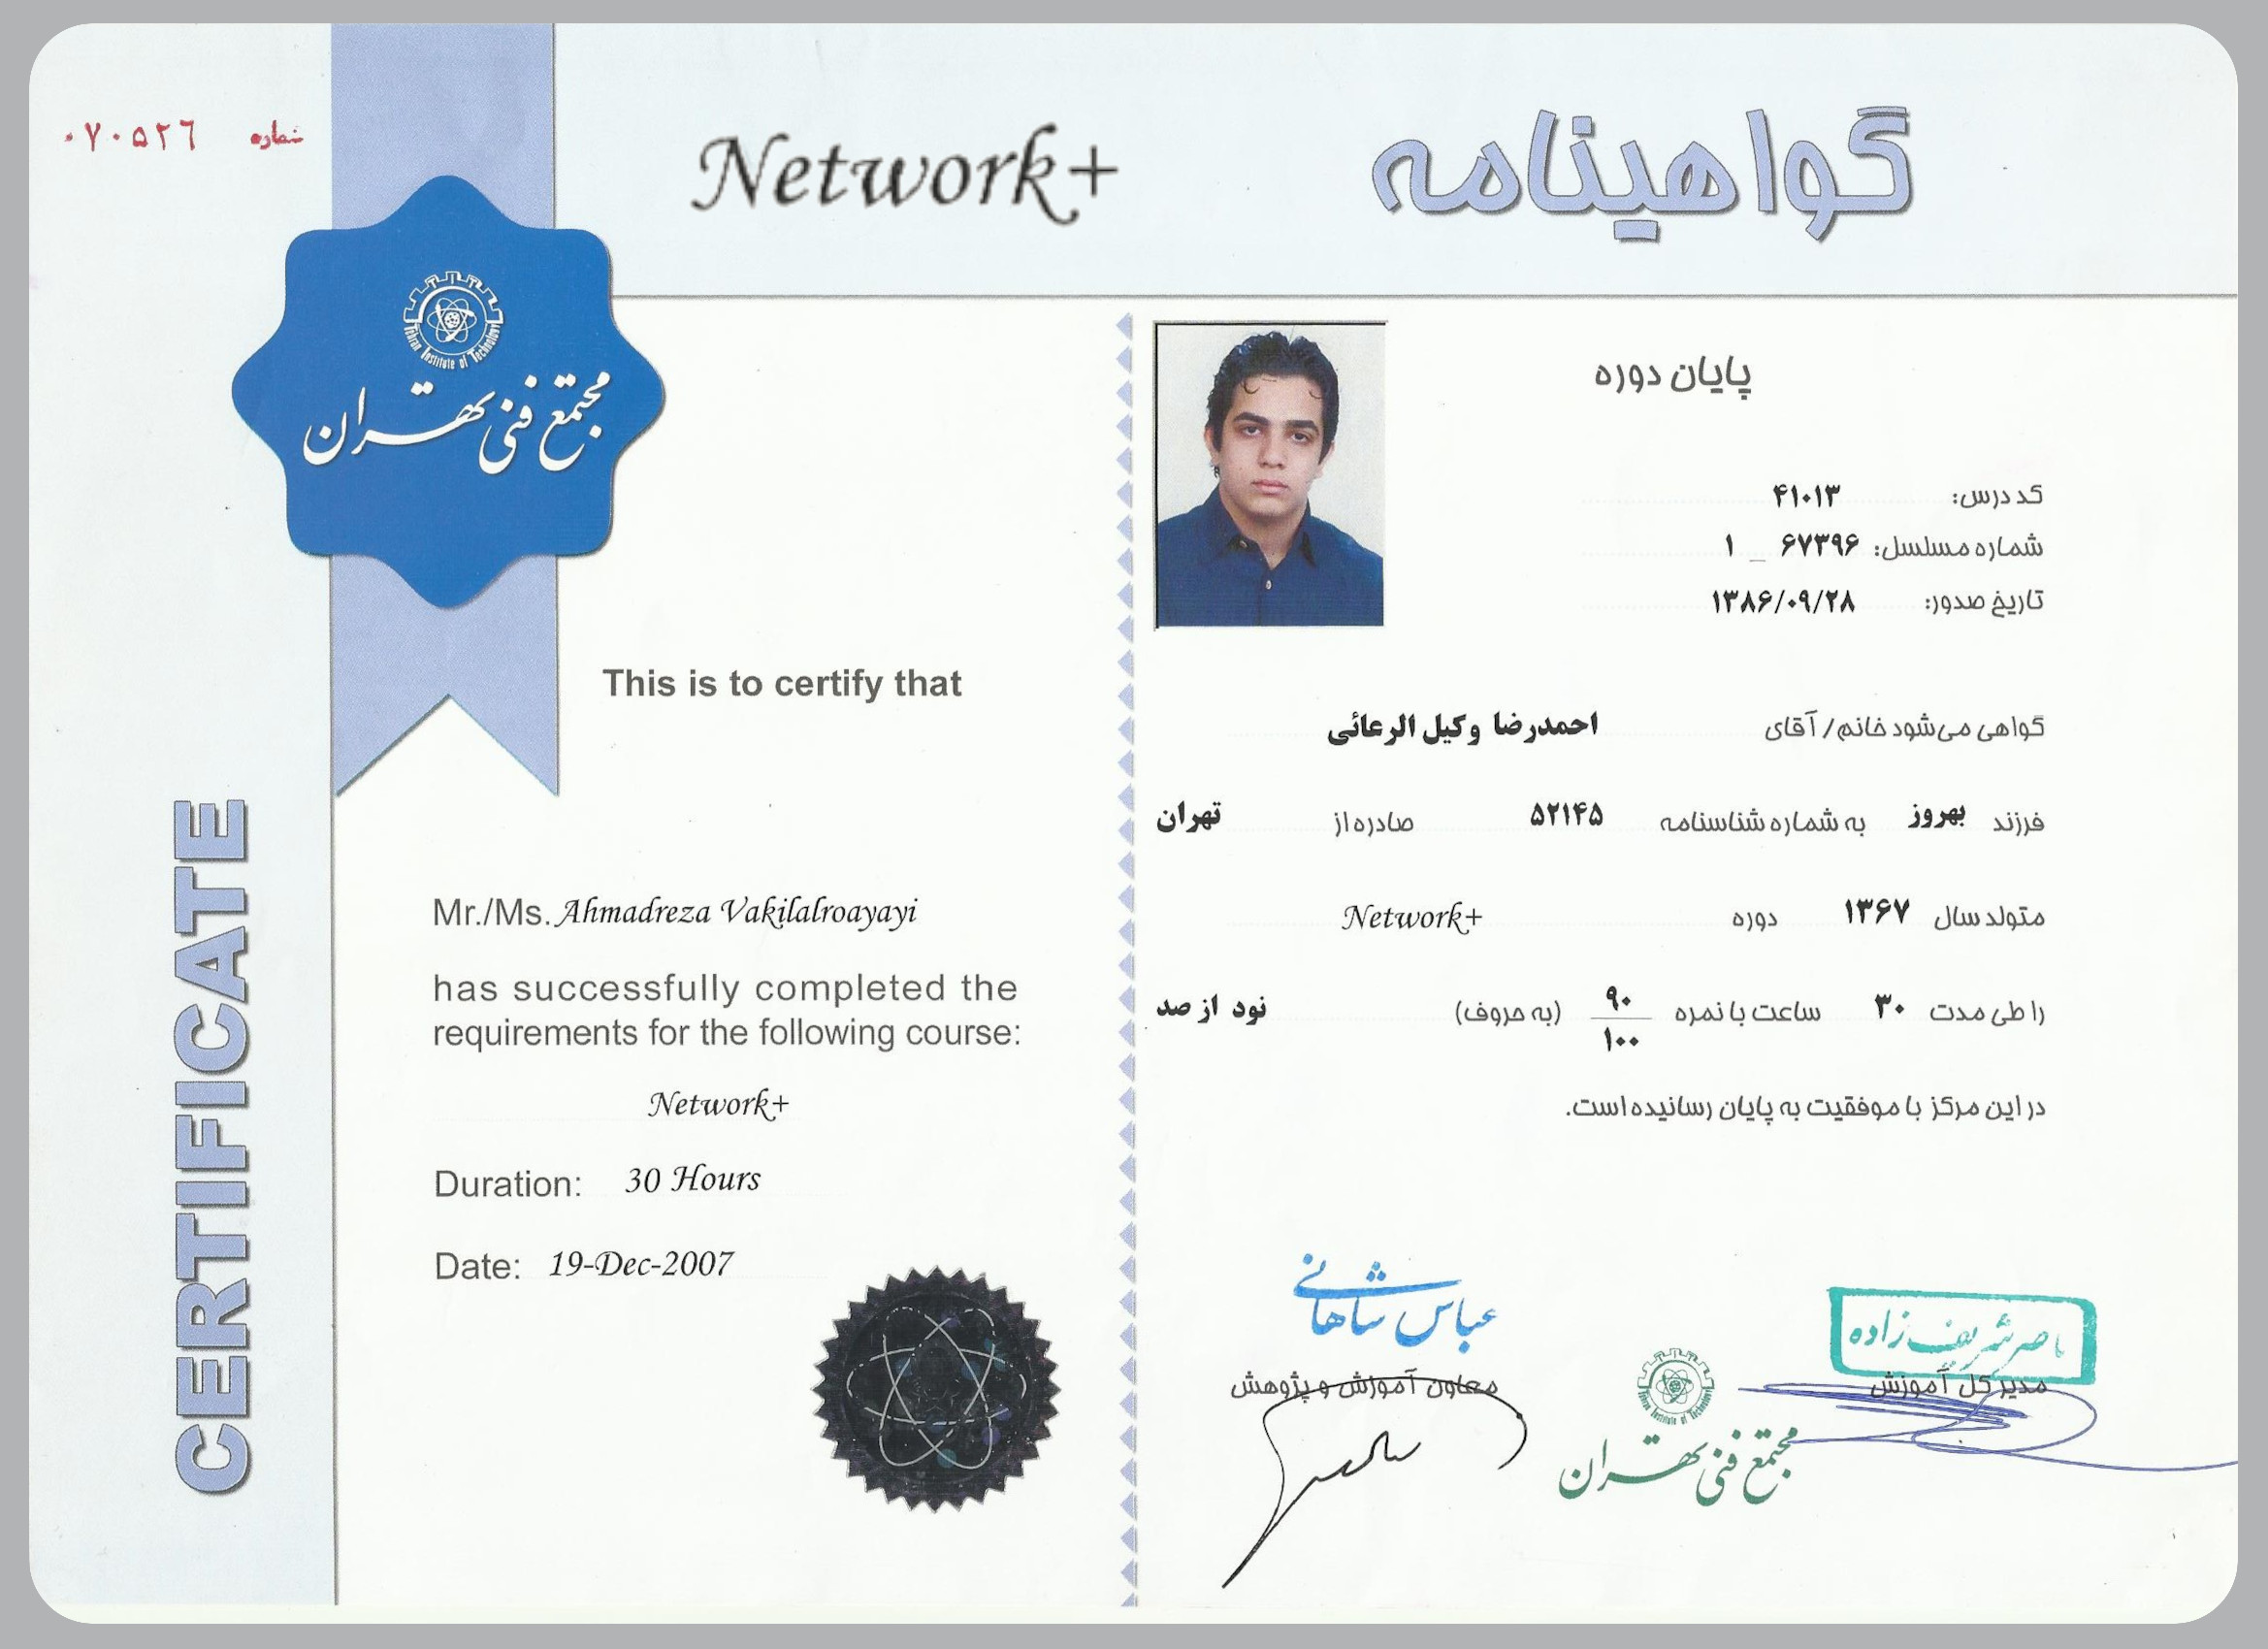 شماره ۰۷۰۵۲۶
Network+
گواهینامه
Tehran Institute of Technology
مجتمع فنی تهران
CERTIFICATE
This is to certify that
Mr./Ms. Ahmadreza Vakilalroayayi
has successfully completed the
requirements for the following course:
Network+
Duration: 30 Hours
Date: 19-Dec-2007
پایان دوره
کد درس: ۴۱۰۱۳
شماره مسلسل: ۶۷۳۹۶ _ ۱
تاریخ صدور: ۱۳۸۶/۰۹/۲۸
گواهی می‌شود خانم/آقای احمدرضا وکیل الرعائی
فرزند بهروز به شماره شناسنامه ۵۲۱۴۵ صادره از تهران
متولد سال ۱۳۶۷ دوره Network+
را طی مدت ۳۰ ساعت با نمره ۹۰/۱۰۰ (به حروف) نود از صد
در این مرکز با موفقیت به پایان رسانیده است.
ناصر شریف زاده
مدیر کل آموزش
عباس شاهانی
معاون آموزش و پژوهش
Tehran Institute of Technology
مجتمع فنی تهران